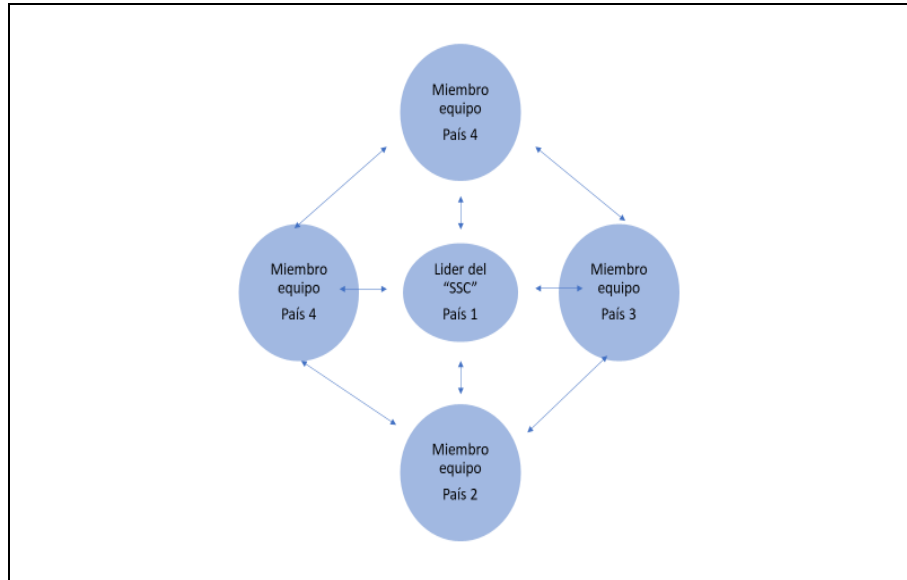 Miembro
equipo
País 4
Miembro
equipo
País 4
Lider del
“SSC”
País 1
Miembro
equipo
País 3
Miembro
equipo
País 2